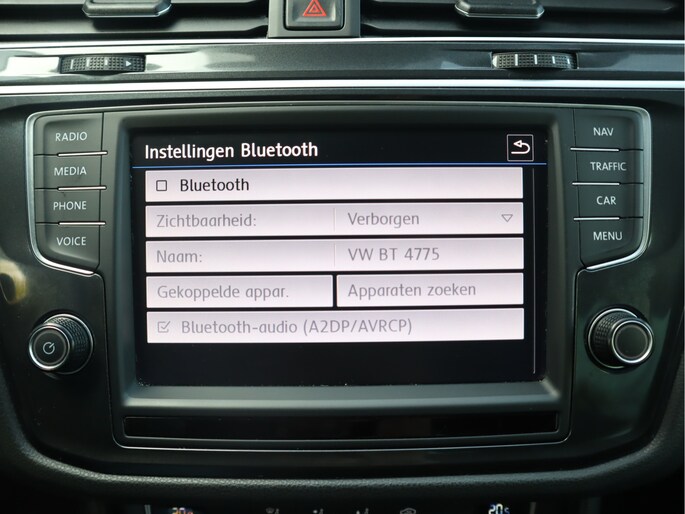 RADIO
MEDIA
PHONE
VOICE
Instellingen Bluetooth
Bluetooth
Zichtbaarheid: Verborgen
Naam: VW BT 4775
Gekoppelde appar. Apparaten zoeken
Bluetooth-audio (A2DP/AVRCP)
NAV
TRAFFIC
CAR
MENU